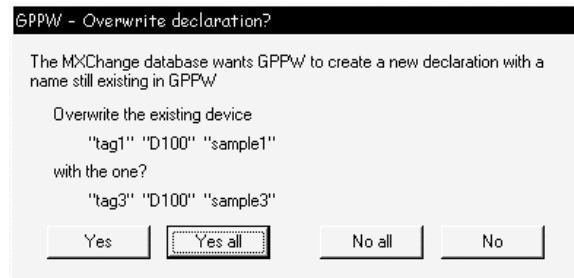 GPPW - Overwrite declaration?
The MXChange database wants GPPW to create a new declaration with a
name still existing in GPPW
Overwrite the existing device
"tag1" "D100" "sample1"
with the one?
"tag3" "D100" "sample3"
Yes Yes all No all No